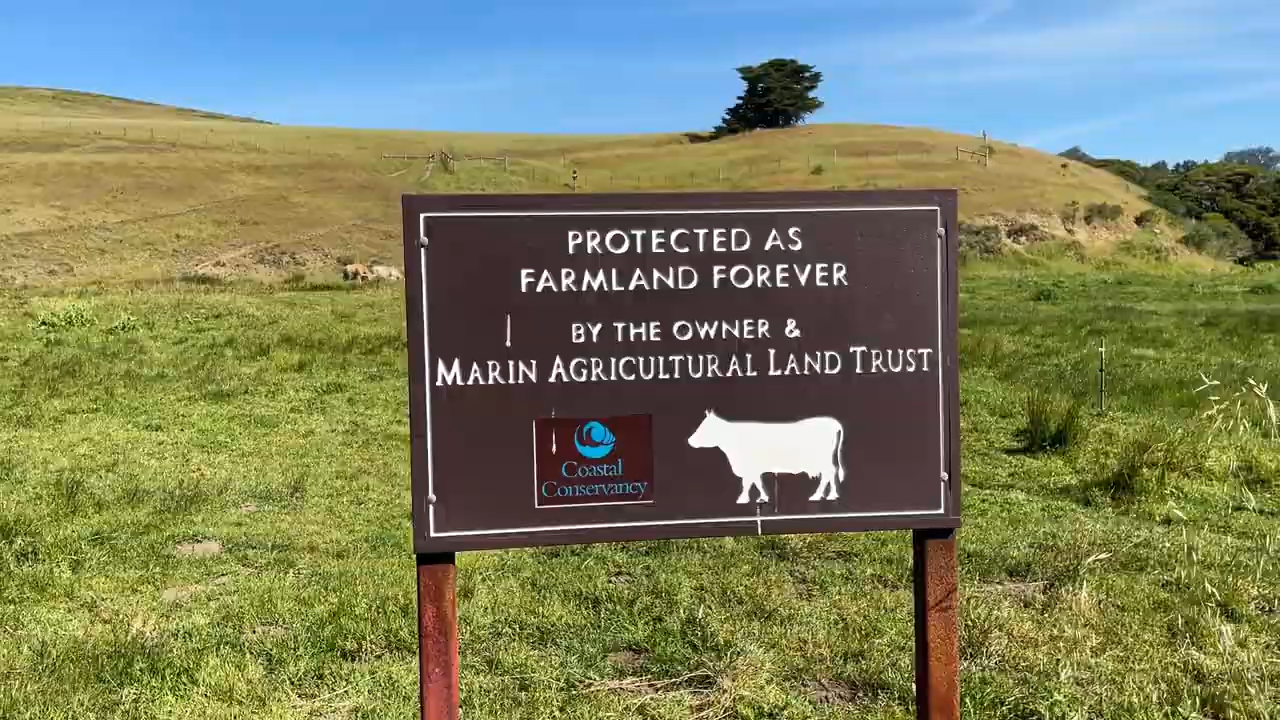 PROTECTED AS
FARMLAND FOREVER
BY THE OWNER &
MARIN AGRICULTURAL LAND TRUST
Coastal
Conservancy